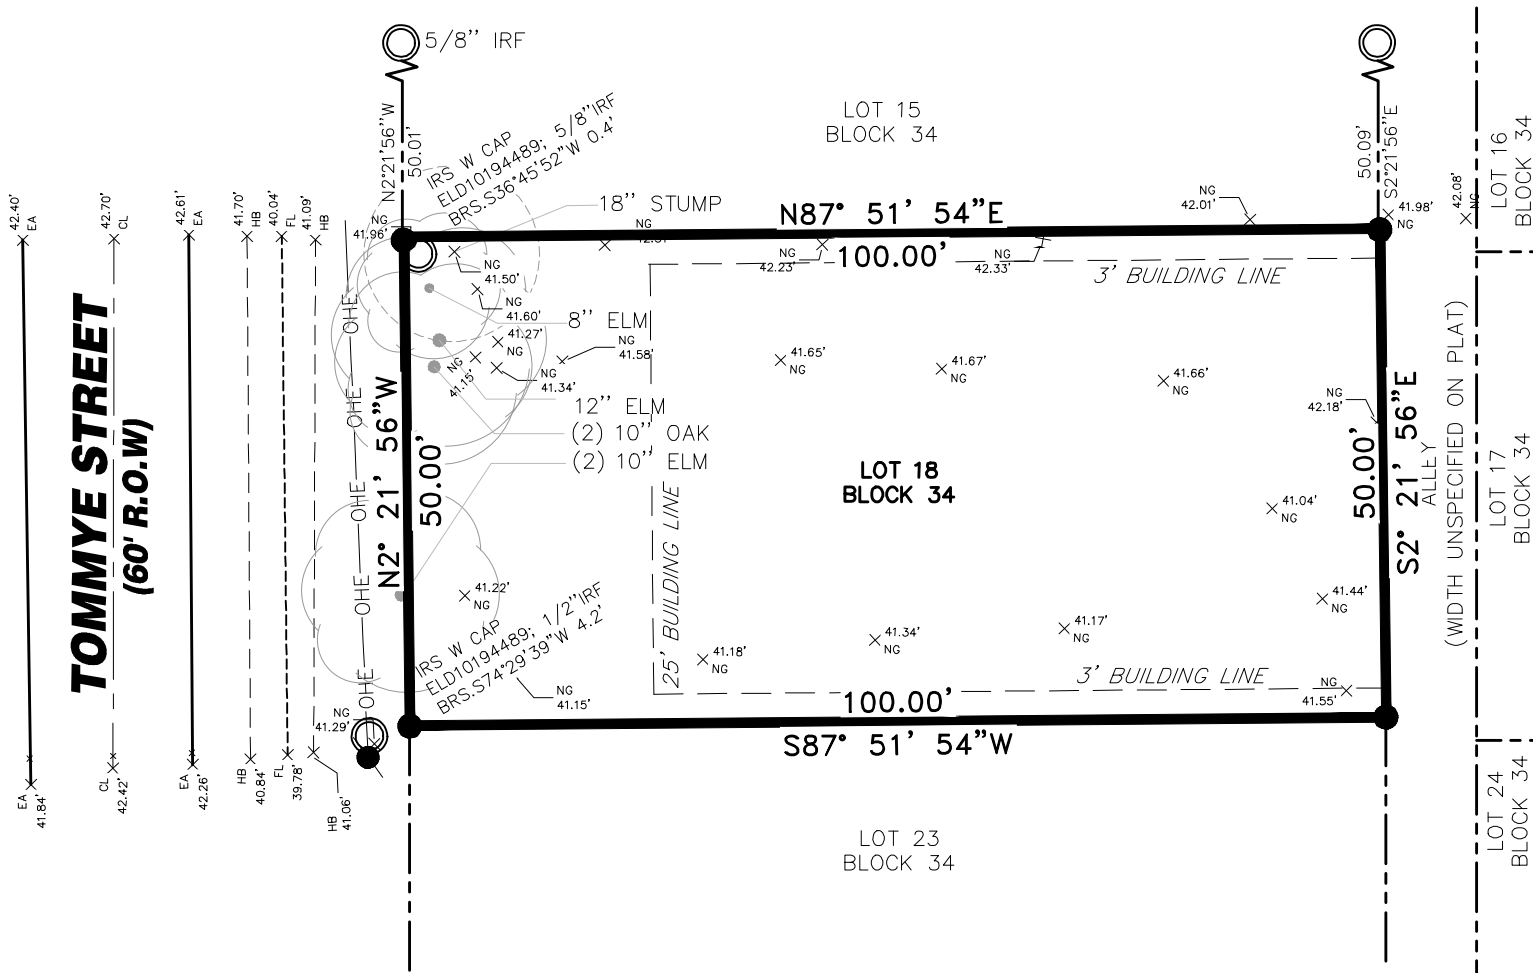 5/8" IRF
N2°21'56"W
50.01'
IRS W CAP
ELD10194489; 5/8"IRF
BRS.S36°45'52"W 0.4'
LOT 15
BLOCK 34
50.09'
S2°21'56"E
LOT 16
BLOCK 34
42.40'
EA
42.70'
CL
42.61'
EA
41.70'
HB
40.04'
FL
41.09'
HB
NG
41.96'
18" STUMP
NG
N87° 51' 54"E
100.00'
NG
42.01'
41.98'
NG
42.08'
NG
NG
41.50'
NG
42.23'
NG
42.33'
3' BUILDING LINE
NG
41.60'
8" ELM
41.27'
NG
NG
41.15'
NG
41.58'
NG
41.34'
41.65'
NG
41.67'
NG
41.66'
NG
NG
42.18'
12" ELM
(2) 10" OAK
(2) 10" ELM
TOMMYE STREET
(60' R.O.W)
OHE
OHE
OHE
OHE
OHE
OHE
N2° 21' 56"W
50.00'
25' BUILDING LINE
LOT 18
BLOCK 34
50.00'
S2° 21' 56"E
ALLEY
(WIDTH UNSPECIFIED ON PLAT)
LOT 17
BLOCK 34
41.04'
NG
41.22'
NG
41.44'
NG
41.17'
NG
41.34'
NG
41.18'
NG
IRS W CAP
ELD10194489; 1/2"IRF
BRS.S74°29'39"W 4.2'
NG
41.15'
3' BUILDING LINE
NG
41.55'
100.00'
S87° 51' 54"W
NG
41.29'
EA
41.84'
CL
42.42'
EA
42.26'
HB
40.84'
FL
39.78'
HB
41.06'
LOT 23
BLOCK 34
LOT 24
BLOCK 34